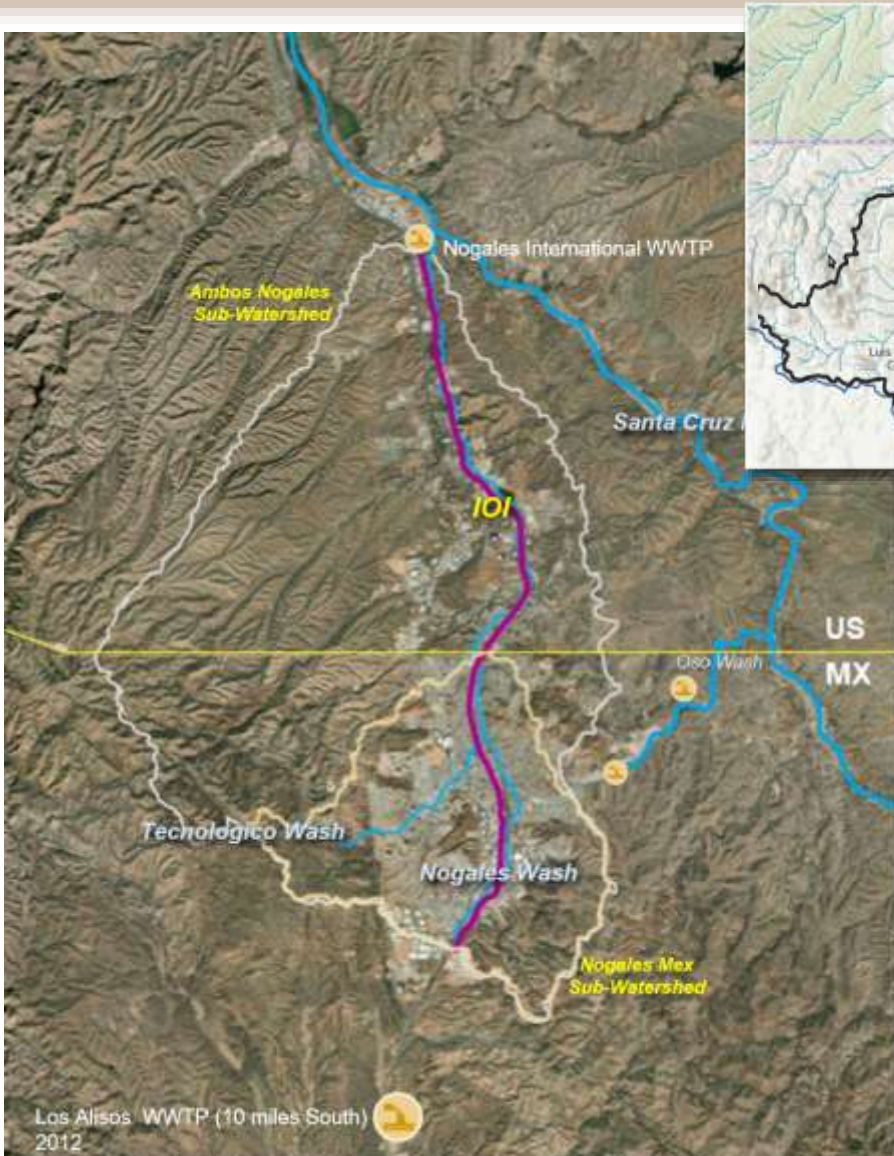 Nogales International WWTP
Ambos Nogales
Sub-Watershed
Santa Cruz
IOI
US
Oso Wash
MX
Tecnológico Wash
Nogales Wash
Nogales Mex
Sub-Watershed
Los Alisos WWTP (10 miles South)
2012